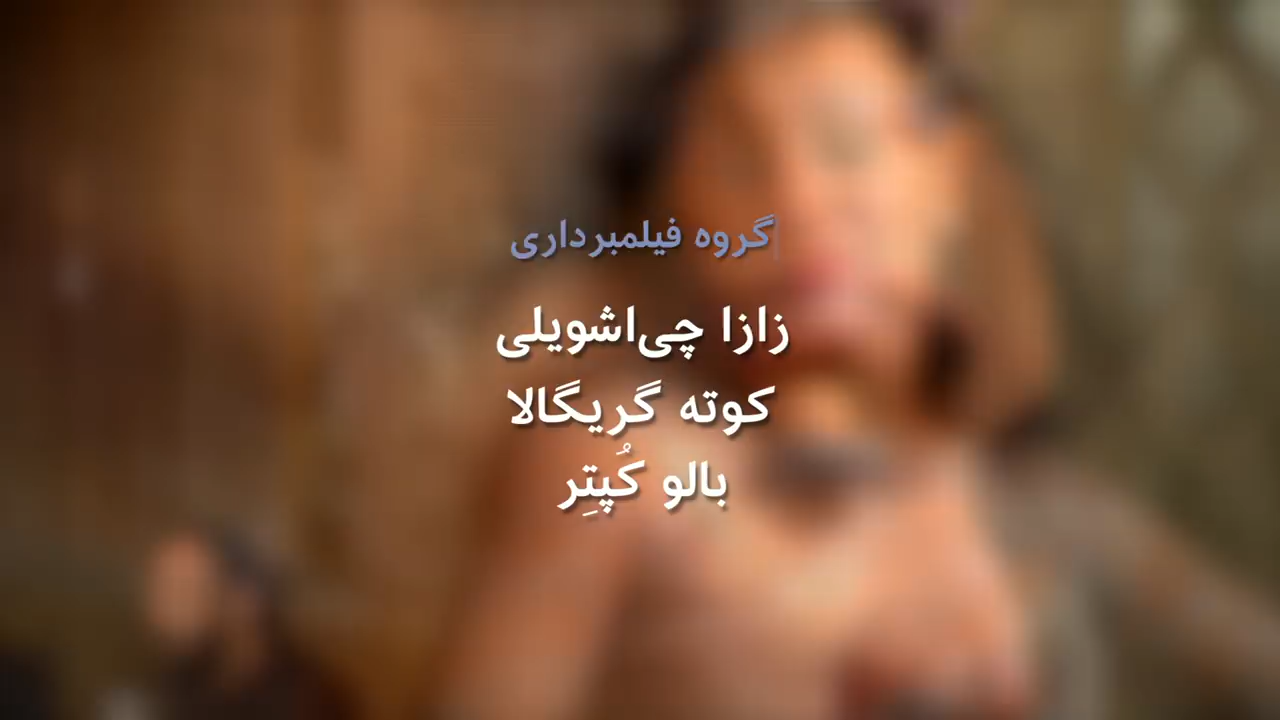 گروه فیلمبرداری
زازا چی‌اشویلی
کوته گریگالا
بالو کُپتِر